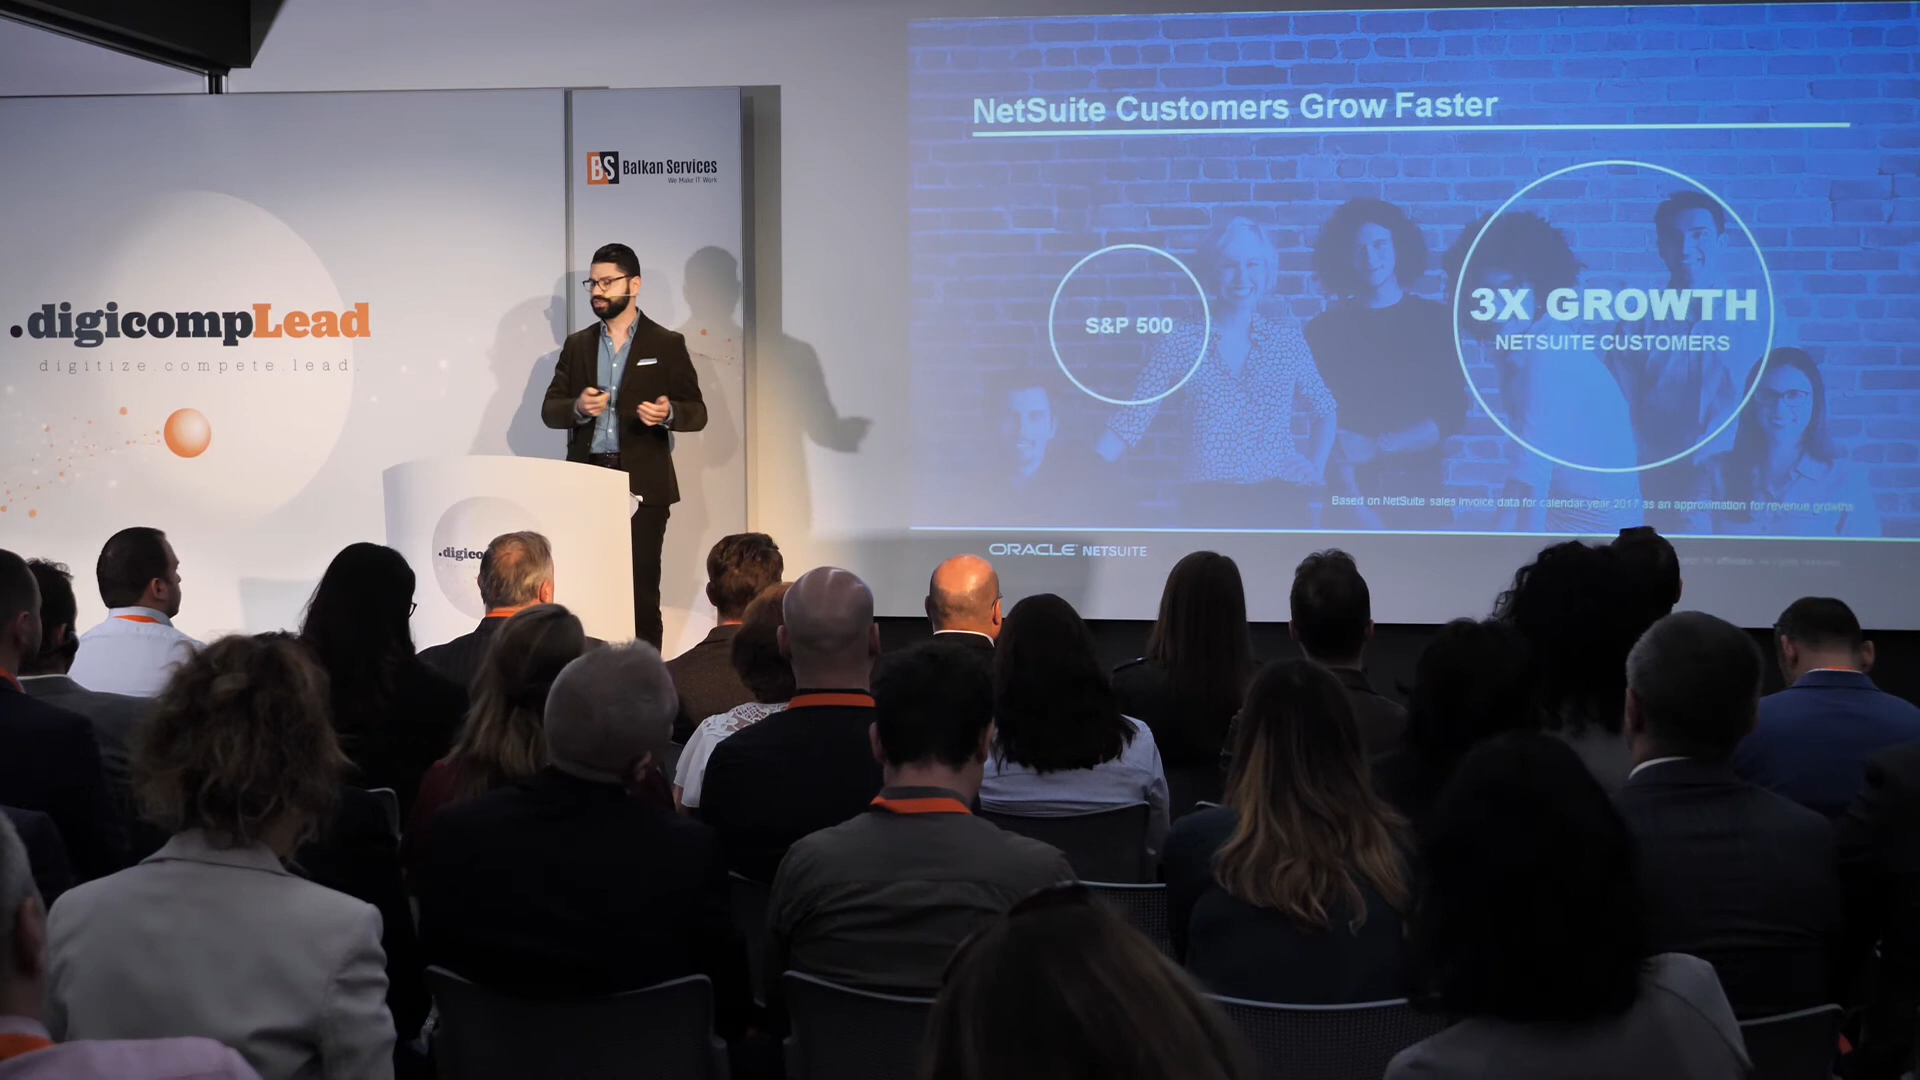 BS Balkan Services
We Make IT Work
.digicompLead
digitize.compete.lead.
.digico
NetSuite Customers Grow Faster
S&P 500
3X GROWTH
NETSUITE CUSTOMERS
Based on NetSuite sales invoice data for calendar year 2017 as an approximation for revenue growths
ORACLE NETSUITE